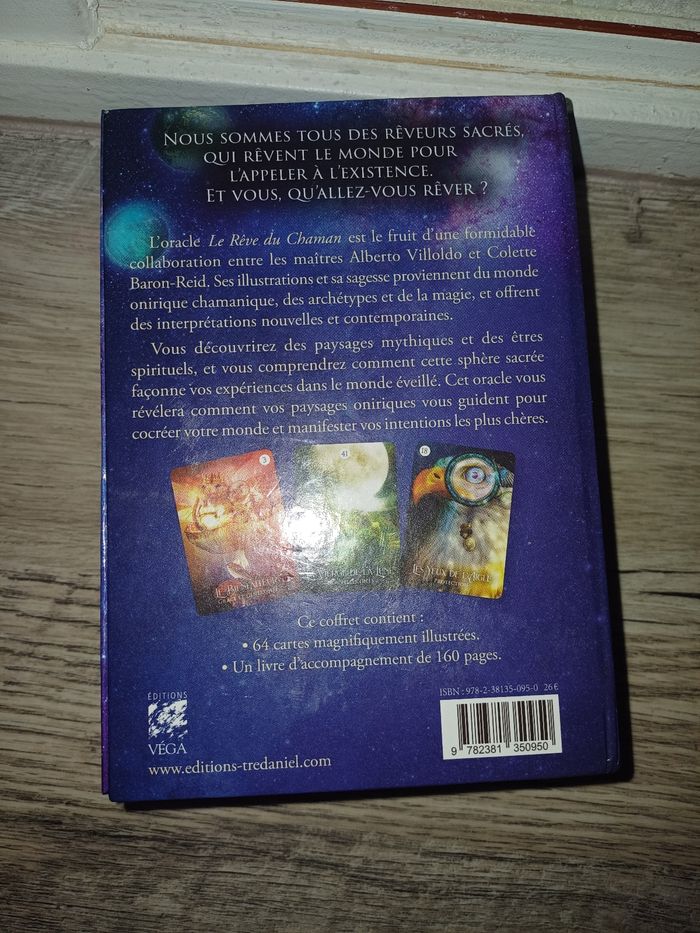 Nous sommes tous des rêveurs sacrés,
qui rêvent le monde pour
l'appeler à l'existence.
Et vous, qu'allez-vous rêver ?
L'oracle Le Rêve du Chaman est le fruit d'une formidable
collaboration entre les maîtres Alberto Villoldo et Colette
Baron-Reid. Ses illustrations et sa sagesse proviennent du monde
onirique chamanique, des archétypes et de la magie, et offrent
des interprétations nouvelles et contemporaines.
Vous découvrirez des paysages mythiques et des êtres
spirituels, et vous comprendrez comment cette sphère sacrée
façonne vos expériences dans le monde éveillé. Cet oracle vous
révélera comment vos paysages oniriques vous guident pour
cocréer votre monde et manifester vos intentions les plus chères.
3
41
18
de la Lune
Les Yeux de l'Aigle
Protection
Ce coffret contient :
• 64 cartes magnifiquement illustrées.
• Un livre d'accompagnement de 160 pages.
ÉDITIONS
VÉGA
www.editions-tredaniel.com
ISBN : 978-2-38135-095-0 26 €
9 782381 350950